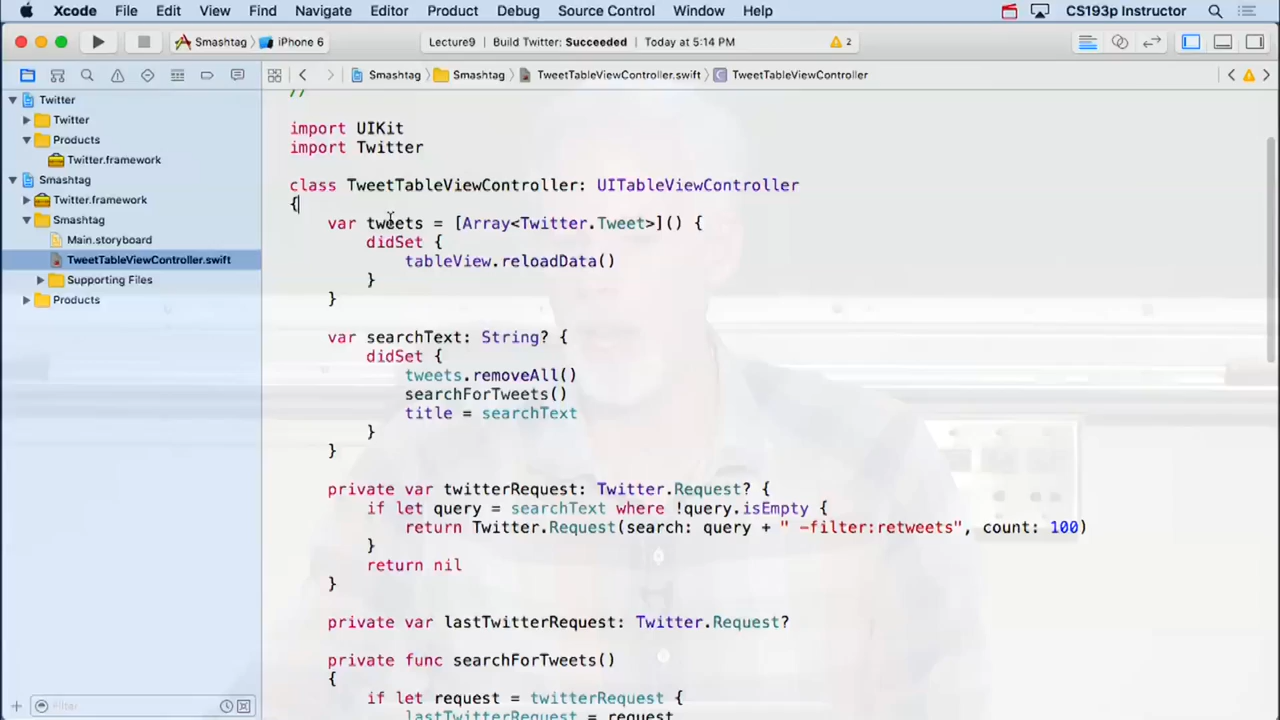 Xcode File Edit View Find Navigate Editor Product Debug Source Control Window Help CS193p Instructor
Smashtag iPhone 6 Lecture9 | Build Twitter: Succeeded | Today at 5:14 PM 2
Smashtag Smashtag TweetTableViewController.swift TweetTableViewController
Twitter
Twitter
Products
Twitter.framework
Smashtag
Twitter.framework
Smashtag
Main.storyboard
TweetTableViewController.swift
Supporting Files
Products
Filter
//
import UIKit
import Twitter
class TweetTableViewController: UITableViewController
{
var tweets = [Array<Twitter.Tweet>]() {
didSet {
tableView.reloadData()
}
}
var searchText: String? {
didSet {
tweets.removeAll()
searchForTweets()
title = searchText
}
}
private var twitterRequest: Twitter.Request? {
if let query = searchText where !query.isEmpty {
return Twitter.Request(search: query + " -filter:retweets", count: 100)
}
return nil
}
private var lastTwitterRequest: Twitter.Request?
private func searchForTweets()
{
if let request = twitterRequest {
lastTwitterRequest = request